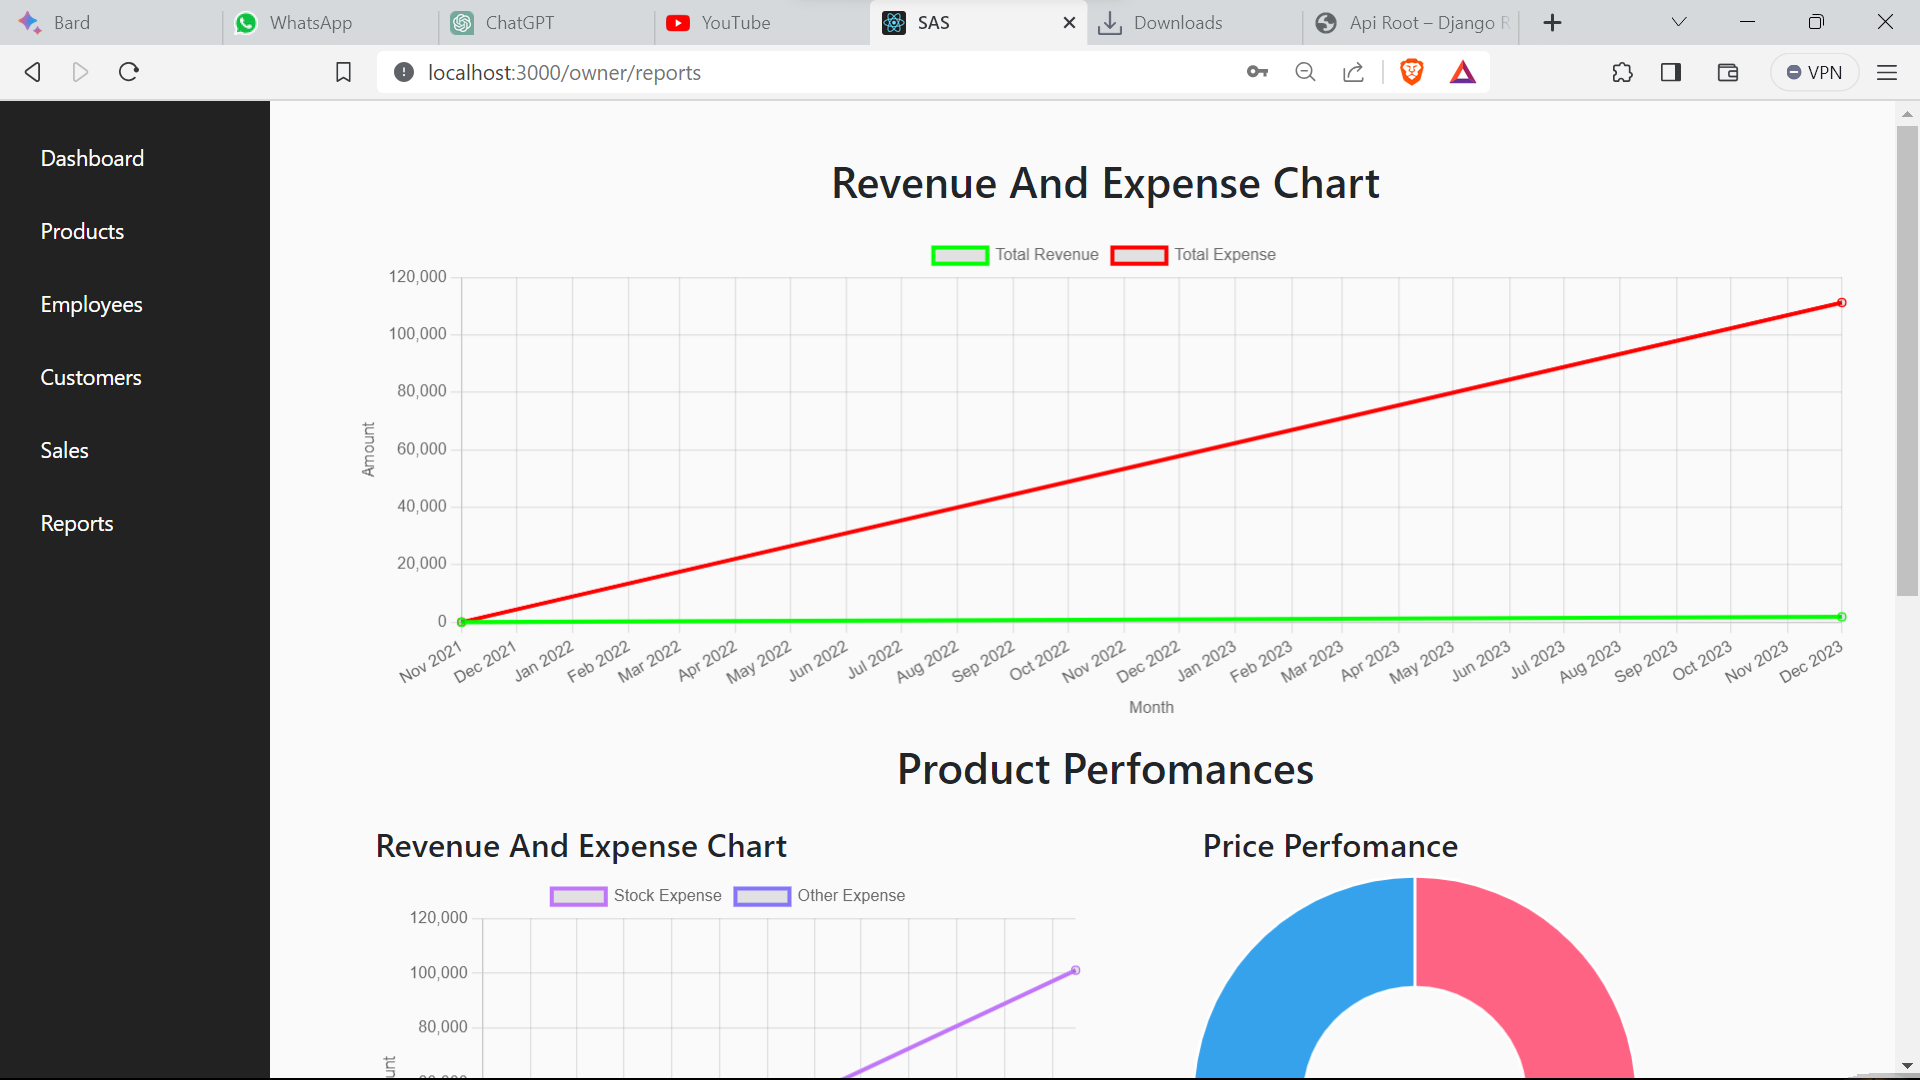 Bard
WhatsApp
ChatGPT
YouTube
SAS
Downloads
Api Root – Django R
localhost:3000/owner/reports
VPN
Dashboard
Products
Employees
Customers
Sales
Reports
Revenue And Expense Chart
Total Revenue
Total Expense
120,000
100,000
80,000
60,000
40,000
20,000
0
Amount
Nov 2021
Dec 2021
Jan 2022
Feb 2022
Mar 2022
Apr 2022
May 2022
Jun 2022
Jul 2022
Aug 2022
Sep 2022
Oct 2022
Nov 2022
Dec 2022
Jan 2023
Feb 2023
Mar 2023
Apr 2023
May 2023
Jun 2023
Jul 2023
Aug 2023
Sep 2023
Oct 2023
Nov 2023
Dec 2023
Month
Product Perfomances
Revenue And Expense Chart
Stock Expense
Other Expense
120,000
100,000
80,000
Price Perfomance